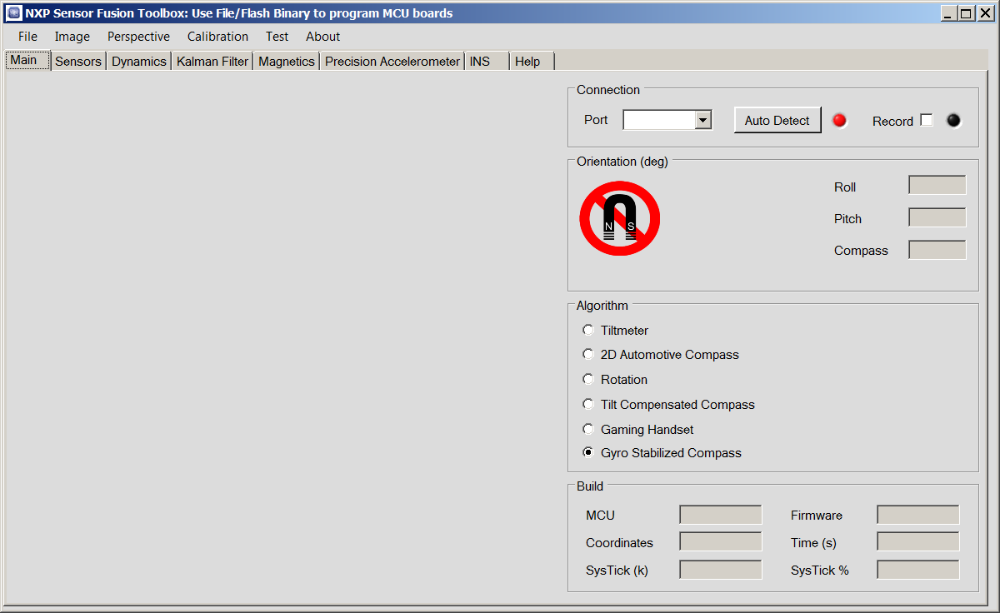 NXP Sensor Fusion Toolbox: Use File/Flash Binary to program MCU boards
File Image Perspective Calibration Test About
Main Sensors Dynamics Kalman Filter Magnetics Precision Accelerometer INS Help
Connection
Port Auto Detect Record
Orientation (deg)
N S
Roll
Pitch
Compass
Algorithm
Tiltmeter
2D Automotive Compass
Rotation
Tilt Compensated Compass
Gaming Handset
Gyro Stabilized Compass
Build
MCU Firmware
Coordinates Time (s)
SysTick (k) SysTick %